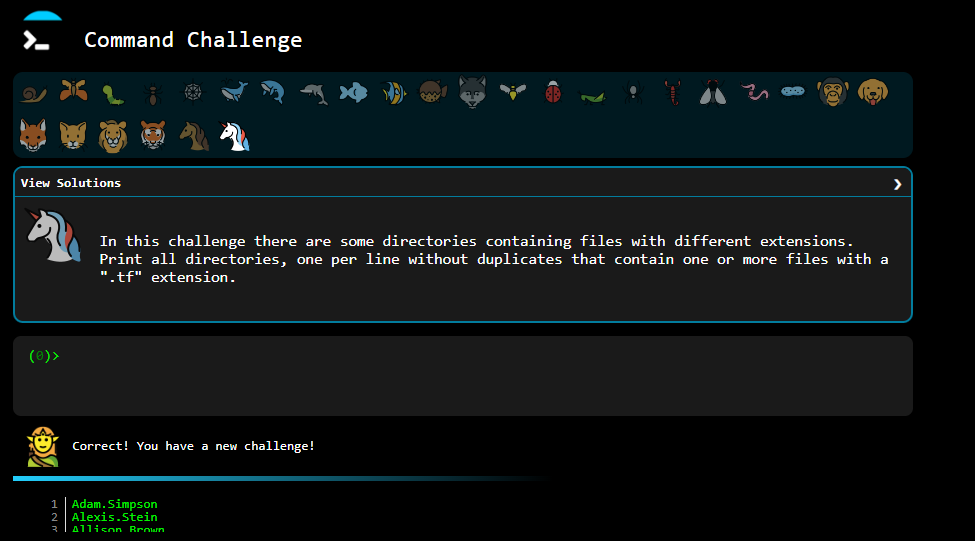 Command Challenge
View Solutions
In this challenge there are some directories containing files with different extensions.
Print all directories, one per line without duplicates that contain one or more files with a
".tf" extension.
(0)>
Correct! You have a new challenge!
1 Adam.Simpson
2 Alexis.Stein
3 Allison.Brown